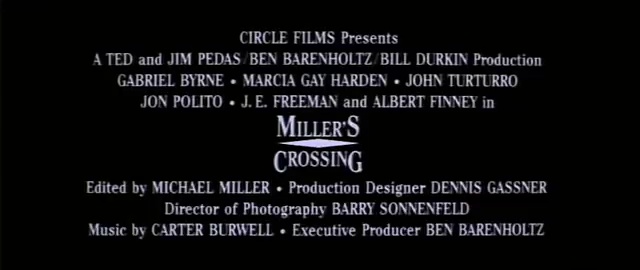 CIRCLE FILMS Presents
A TED and JIM PEDAS/BEN BARENHOLTZ/BILL DURKIN Production
GABRIEL BYRNE • MARCIA GAY HARDEN • JOHN TURTURRO
JON POLITO • J. E. FREEMAN and ALBERT FINNEY in
MILLER'S
CROSSING
Edited by MICHAEL MILLER • Production Designer DENNIS GASSNER
Director of Photography BARRY SONNENFELD
Music by CARTER BURWELL • Executive Producer BEN BARENHOLTZ